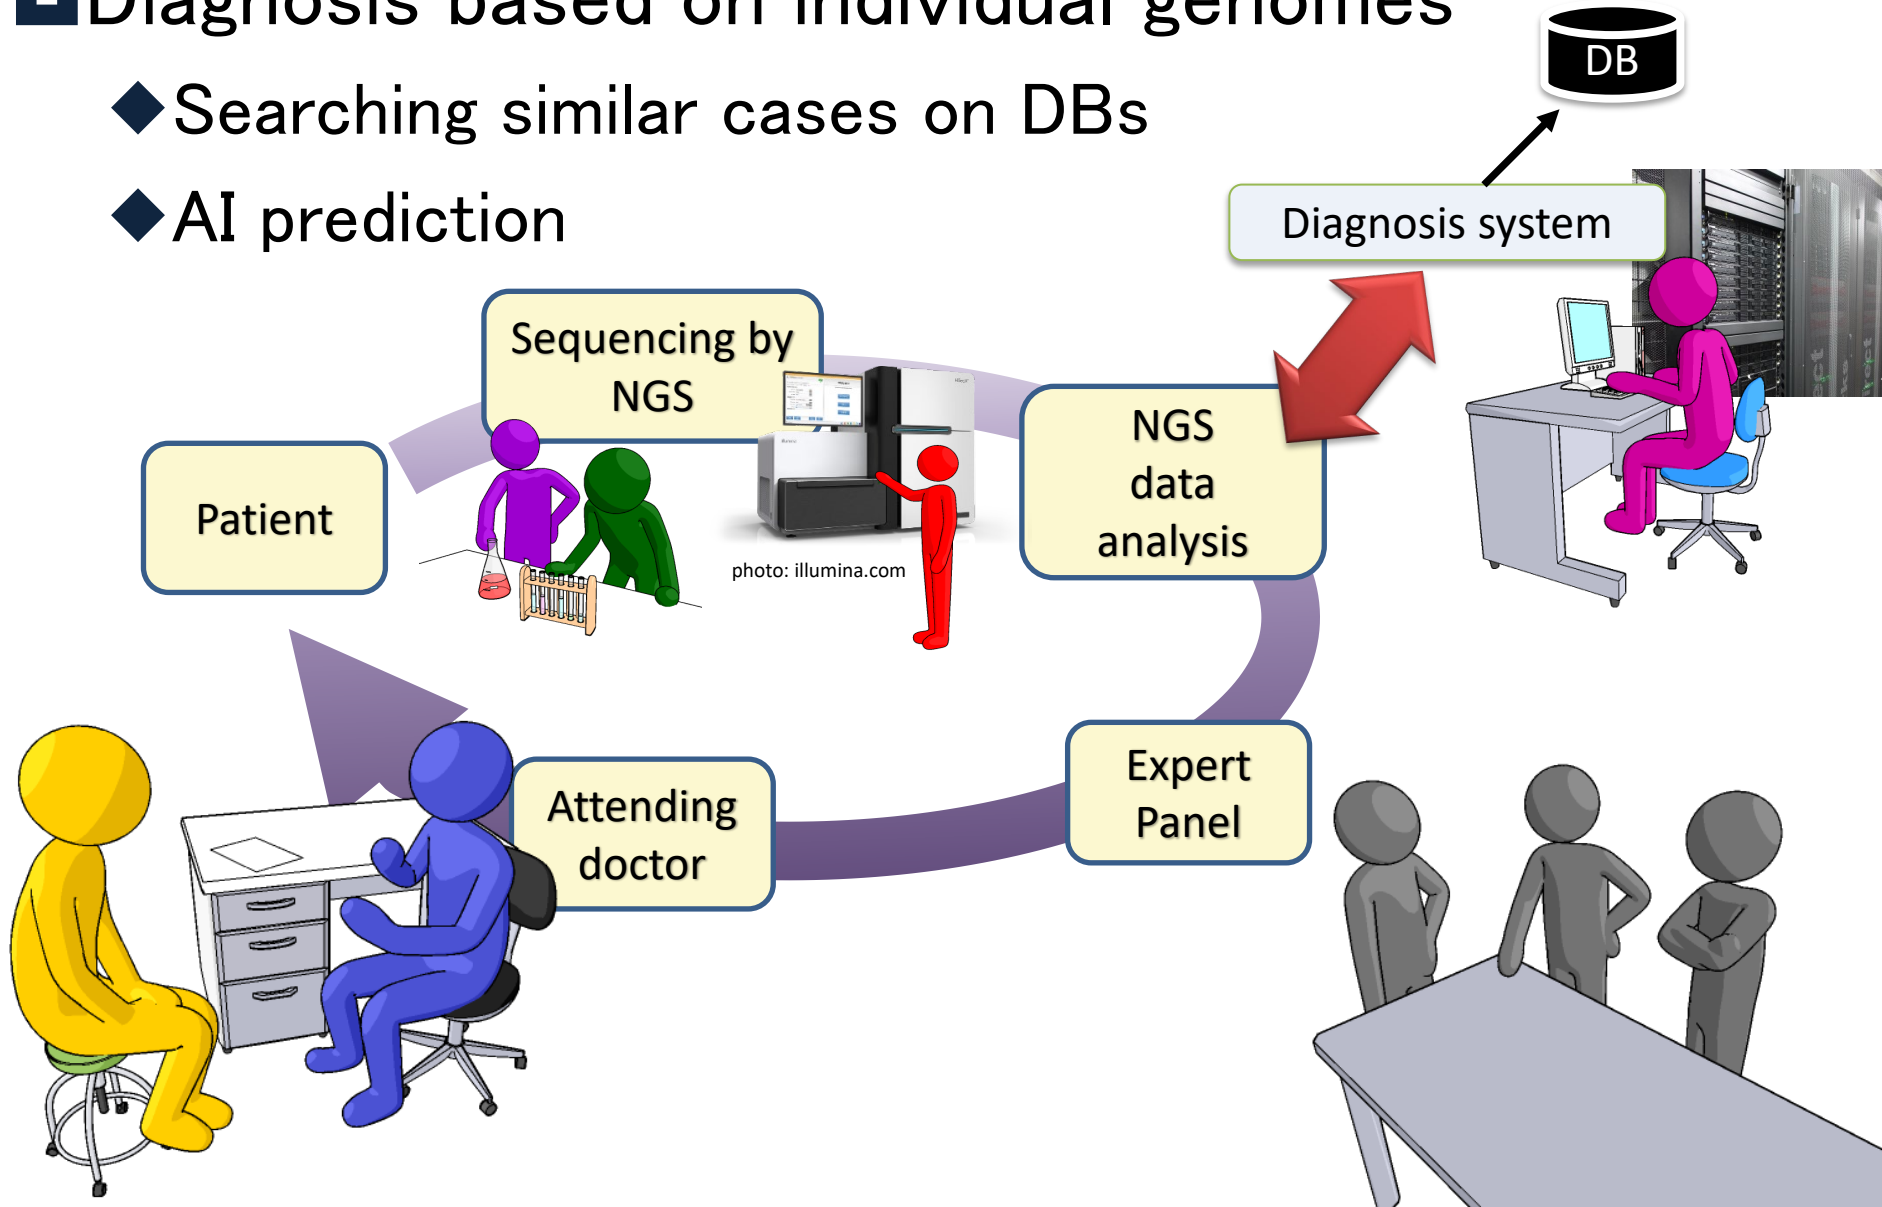 Diagnosis based on individual genomes
Searching similar cases on DBs
AI prediction
DB
Diagnosis system
Sequencing by
NGS
NGS
data
analysis
Patient
photo: illumina.com
Expert
Panel
Attending
doctor